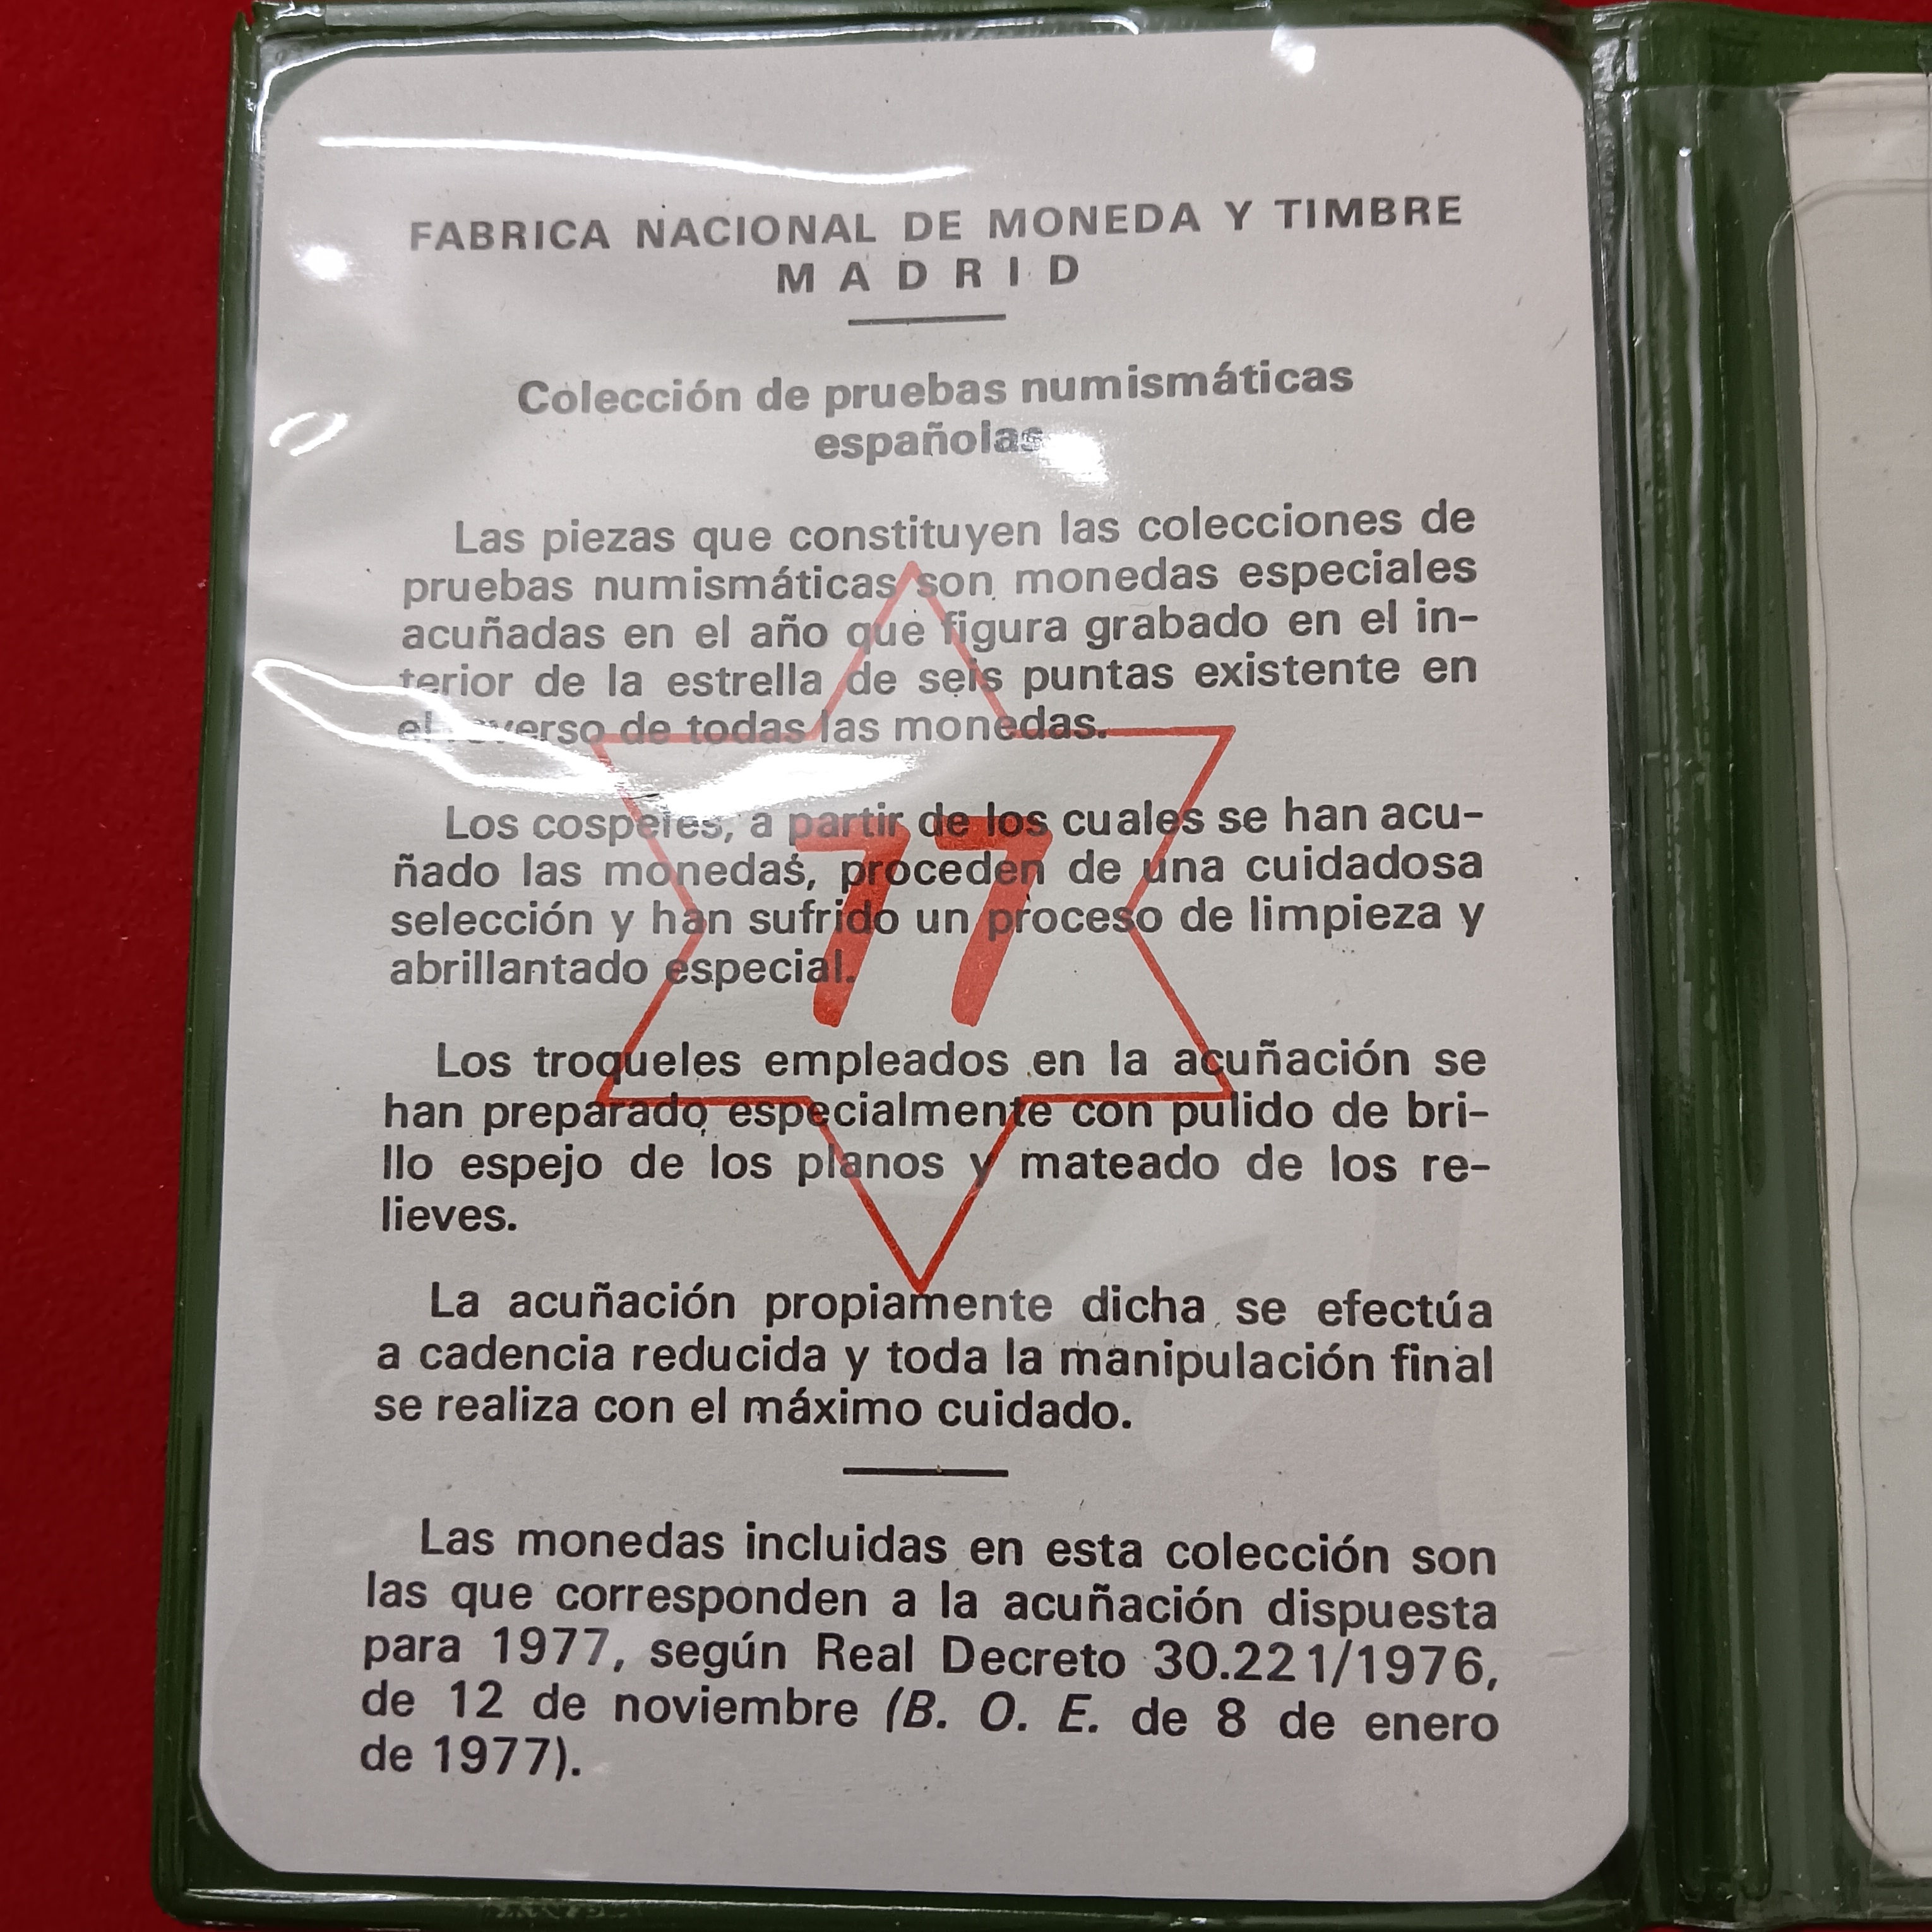 FABRICA NACIONAL DE MONEDA Y TIMBRE
MADRID
Colección de pruebas numismáticas
españolas
Las piezas que constituyen las colecciones de
pruebas numismáticas son monedas especiales
acuñadas en el año que figura grabado en el in-
terior de la estrella de seis puntas existente en
el de todas las monedas.
Los cospeles, a partir de los cuales se han acu-
ñado las monedas, proceden de una cuidadosa
selección y han sufrido un proceso de limpieza y
abrillantado especial.
77
Los troqueles empleados en la acuñación se
han preparado especialmente con pulido de bri-
llo espejo de los planos y mateado de los re-
lieves.
La acuñación propiamente dicha se efectúa
a cadencia reducida y toda la manipulación final
se realiza con el máximo cuidado.
Las monedas incluidas en esta colección son
las que corresponden a la acuñación dispuesta
para 1977, según Real Decreto 30.221/1976,
de 12 de noviembre (B. O. E. de 8 de enero
de 1977).